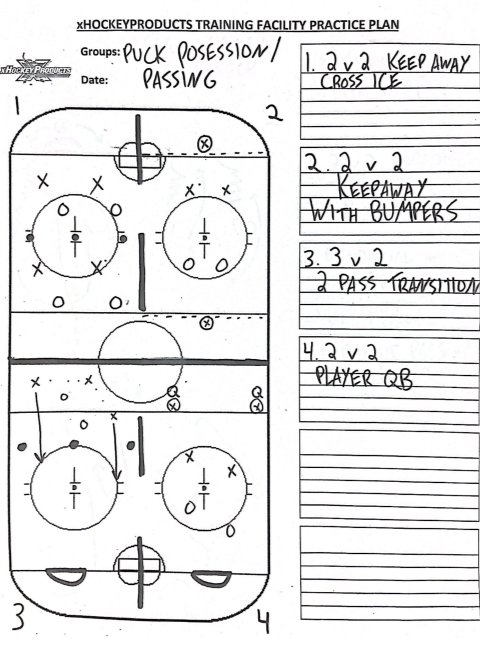 xHOCKEYPRODUCTS TRAINING FACILITY PRACTICE PLAN
xHOCKEYPRODUCTS
Groups: PUCK POSESSION/
PASSING
Date:
1
2
3
4
1. 2 v 2 KEEP AWAY
CROSS ICE
2. 2 v 2
KEEPAWAY
WITH BUMPERS
3. 3 v 2
2 PASS TRANSITION
4. 2 v 2
PLAYER QB
X
X X X X
O O
O X X O O
O O
X
X X Q Q
O X X
O X
X X
O
O